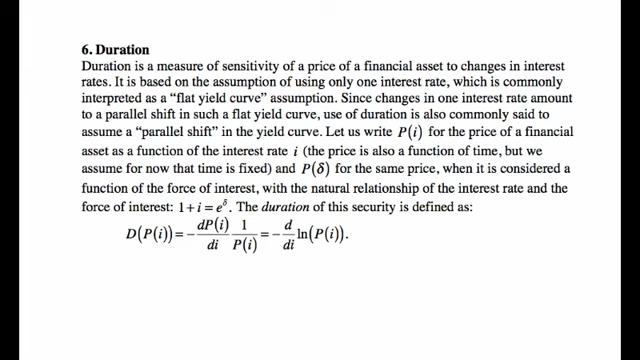 6. Duration
Duration is a measure of sensitivity of a price of a financial asset to changes in interest
rates. It is based on the assumption of using only one interest rate, which is commonly
interpreted as a “flat yield curve” assumption. Since changes in one interest rate amount
to a parallel shift in such a flat yield curve, use of duration is also commonly said to
assume a “parallel shift” in the yield curve. Let us write P(i) for the price of a financial
asset as a function of the interest rate i (the price is also a function of time, but we
assume for now that time is fixed) and P(δ) for the same price, when it is considered a
function of the force of interest, with the natural relationship of the interest rate and the
force of interest: 1+i=e^δ. The duration of this security is defined as:
D(P(i)) = −dP(i)/di 1/P(i) = −d/di ln(P(i)).